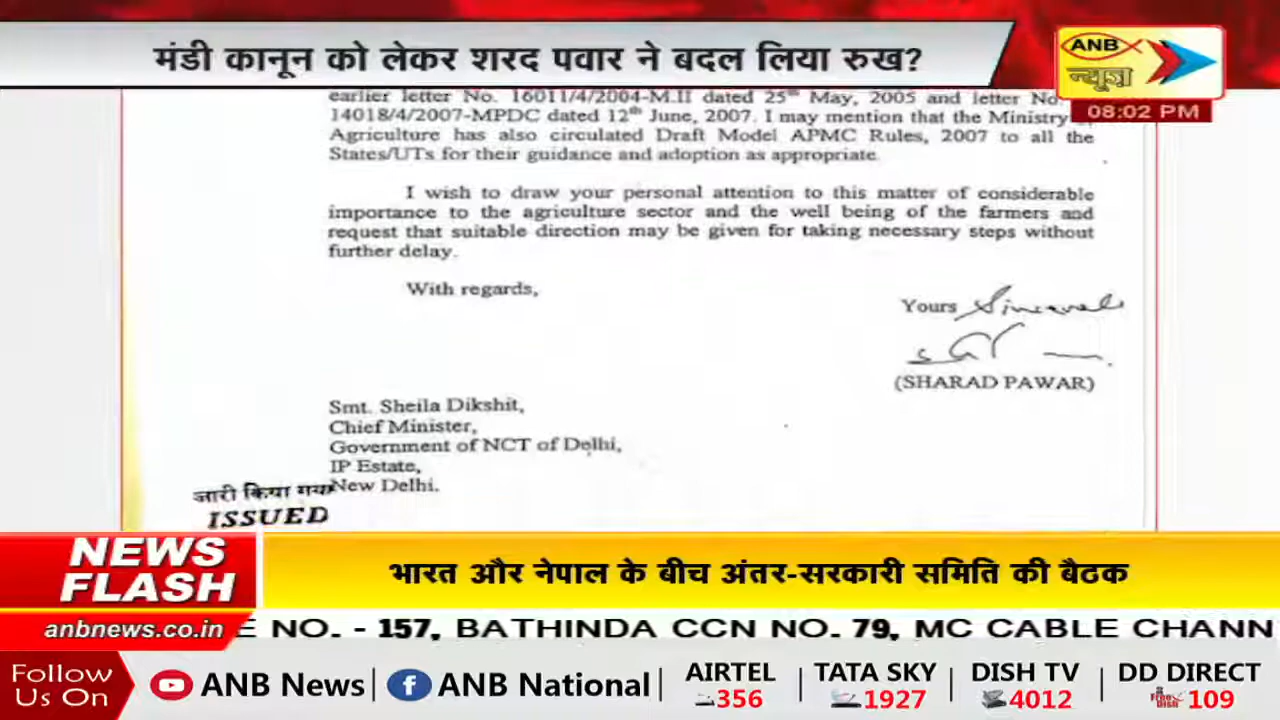 मंडी कानून को लेकर शरद पवार ने बदल लिया रुख?
ANB
न्यूज़
08:02 PM
earlier letter No. 16011/4/2004-M.II dated 25th May, 2005 and letter No.
14018/4/2007-MPDC dated 12th June, 2007. I may mention that the Ministry
Agriculture has also circulated Draft Model APMC Rules, 2007 to all the
States/UTs for their guidance and adoption as appropriate.
I wish to draw your personal attention to this matter of considerable
importance to the agriculture sector and the well being of the farmers and
request that suitable direction may be given for taking necessary steps without
further delay.
With regards,
Yours Sincerely
(SHARAD PAWAR)
Smt. Sheila Dikshit,
Chief Minister,
Government of NCT of Delhi,
IP Estate,
New Delhi.
जारी किया गया
ISSUED
NEWS
FLASH
भारत और नेपाल के बीच अंतर-सरकारी समिति की बैठक
anbnews.co.in
E NO. - 157, BATHINDA CCN NO. 79, MC CABLE CHANN
Follow
Us On
ANB News
ANB National
AIRTEL
356
TATA SKY
1927
DISH TV
4012
DD DIRECT
Free Dish
109